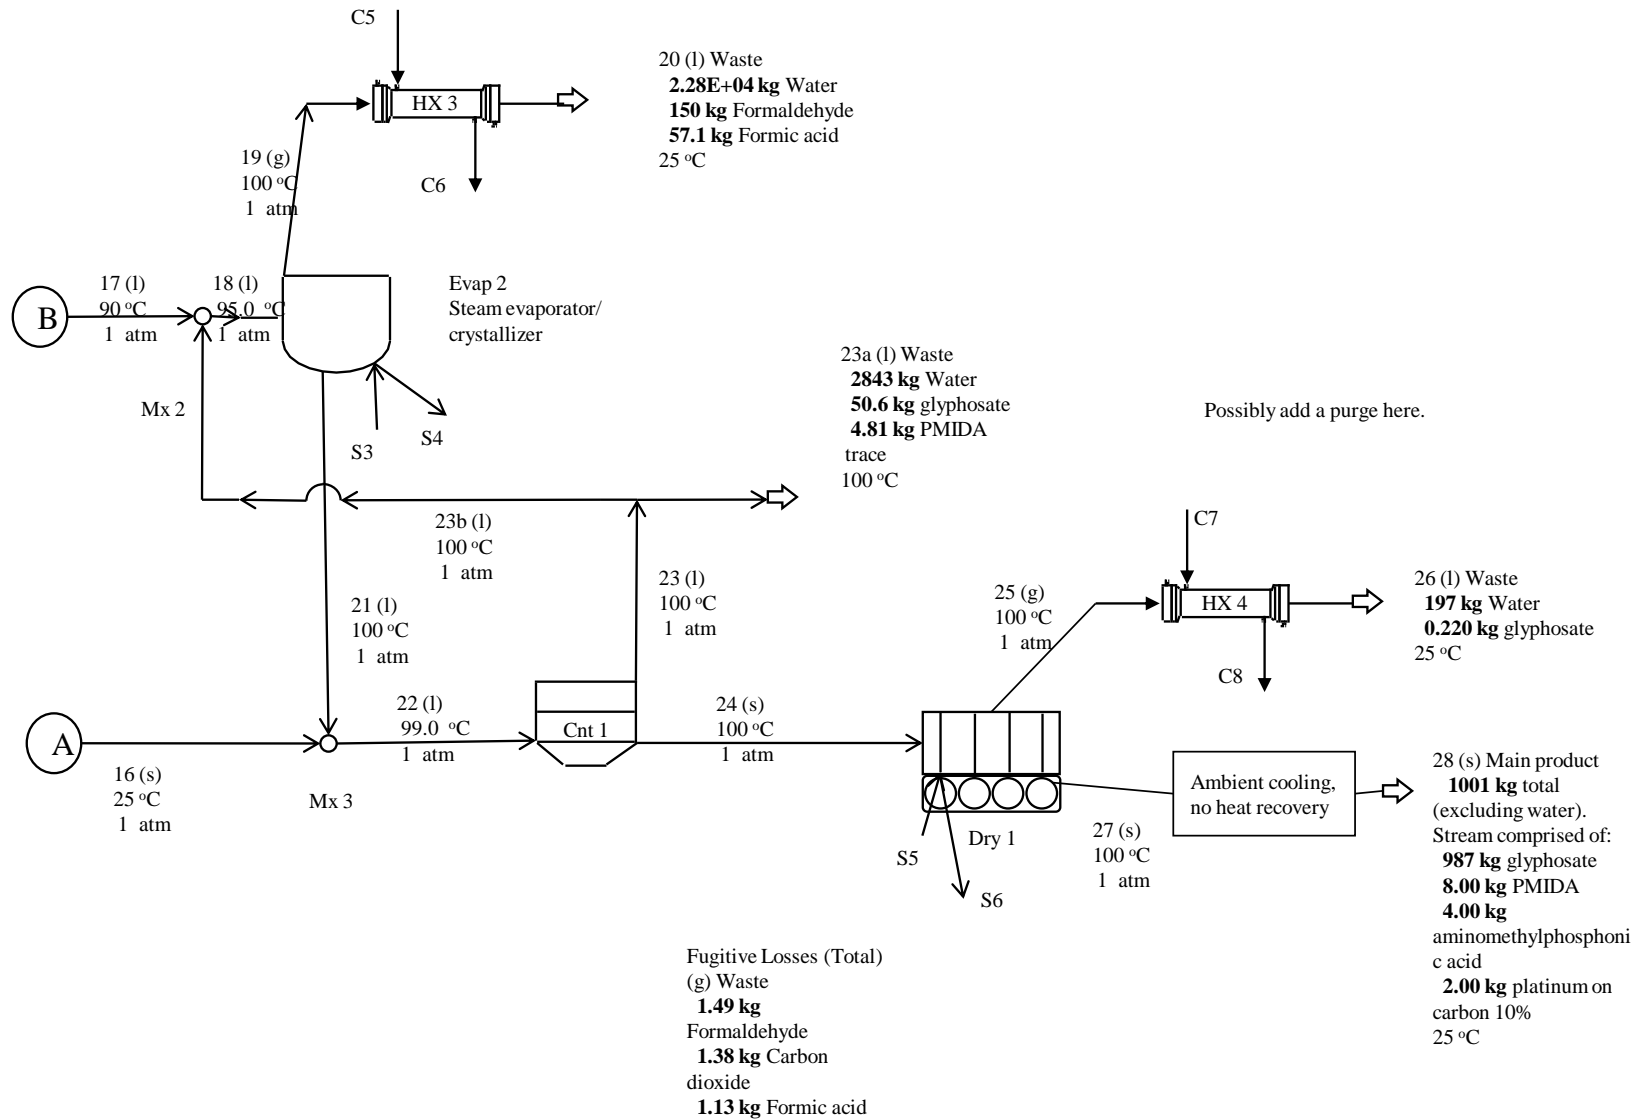 C5
HX 3
C6
20 (l) Waste
2.28E+04 kg Water
150 kg Formaldehyde
57.1 kg Formic acid
25 °C
19 (g)
100 °C
1 atm
B
17 (l)
90 °C
1 atm
18 (l)
95.0 °C
1 atm
Evap 2
Steam evaporator/
crystallizer
Mx 2
S3
S4
23a (l) Waste
2843 kg Water
50.6 kg glyphosate
4.81 kg PMIDA
trace
100 °C
Possibly add a purge here.
23b (l)
100 °C
1 atm
21 (l)
100 °C
1 atm
23 (l)
100 °C
1 atm
C7
25 (g)
100 °C
1 atm
HX 4
C8
26 (l) Waste
197 kg Water
0.220 kg glyphosate
25 °C
A
16 (s)
25 °C
1 atm
Mx 3
22 (l)
99.0 °C
1 atm
Cnt 1
24 (s)
100 °C
1 atm
S5
S6
Dry 1
27 (s)
100 °C
1 atm
Ambient cooling,
no heat recovery
28 (s) Main product
1001 kg total
(excluding water).
Stream comprised of:
987 kg glyphosate
8.00 kg PMIDA
4.00 kg
aminomethylphosphoni
c acid
2.00 kg platinum on
carbon 10%
25 °C
Fugitive Losses (Total)
(g) Waste
1.49 kg
Formaldehyde
1.38 kg Carbon
dioxide
1.13 kg Formic acid